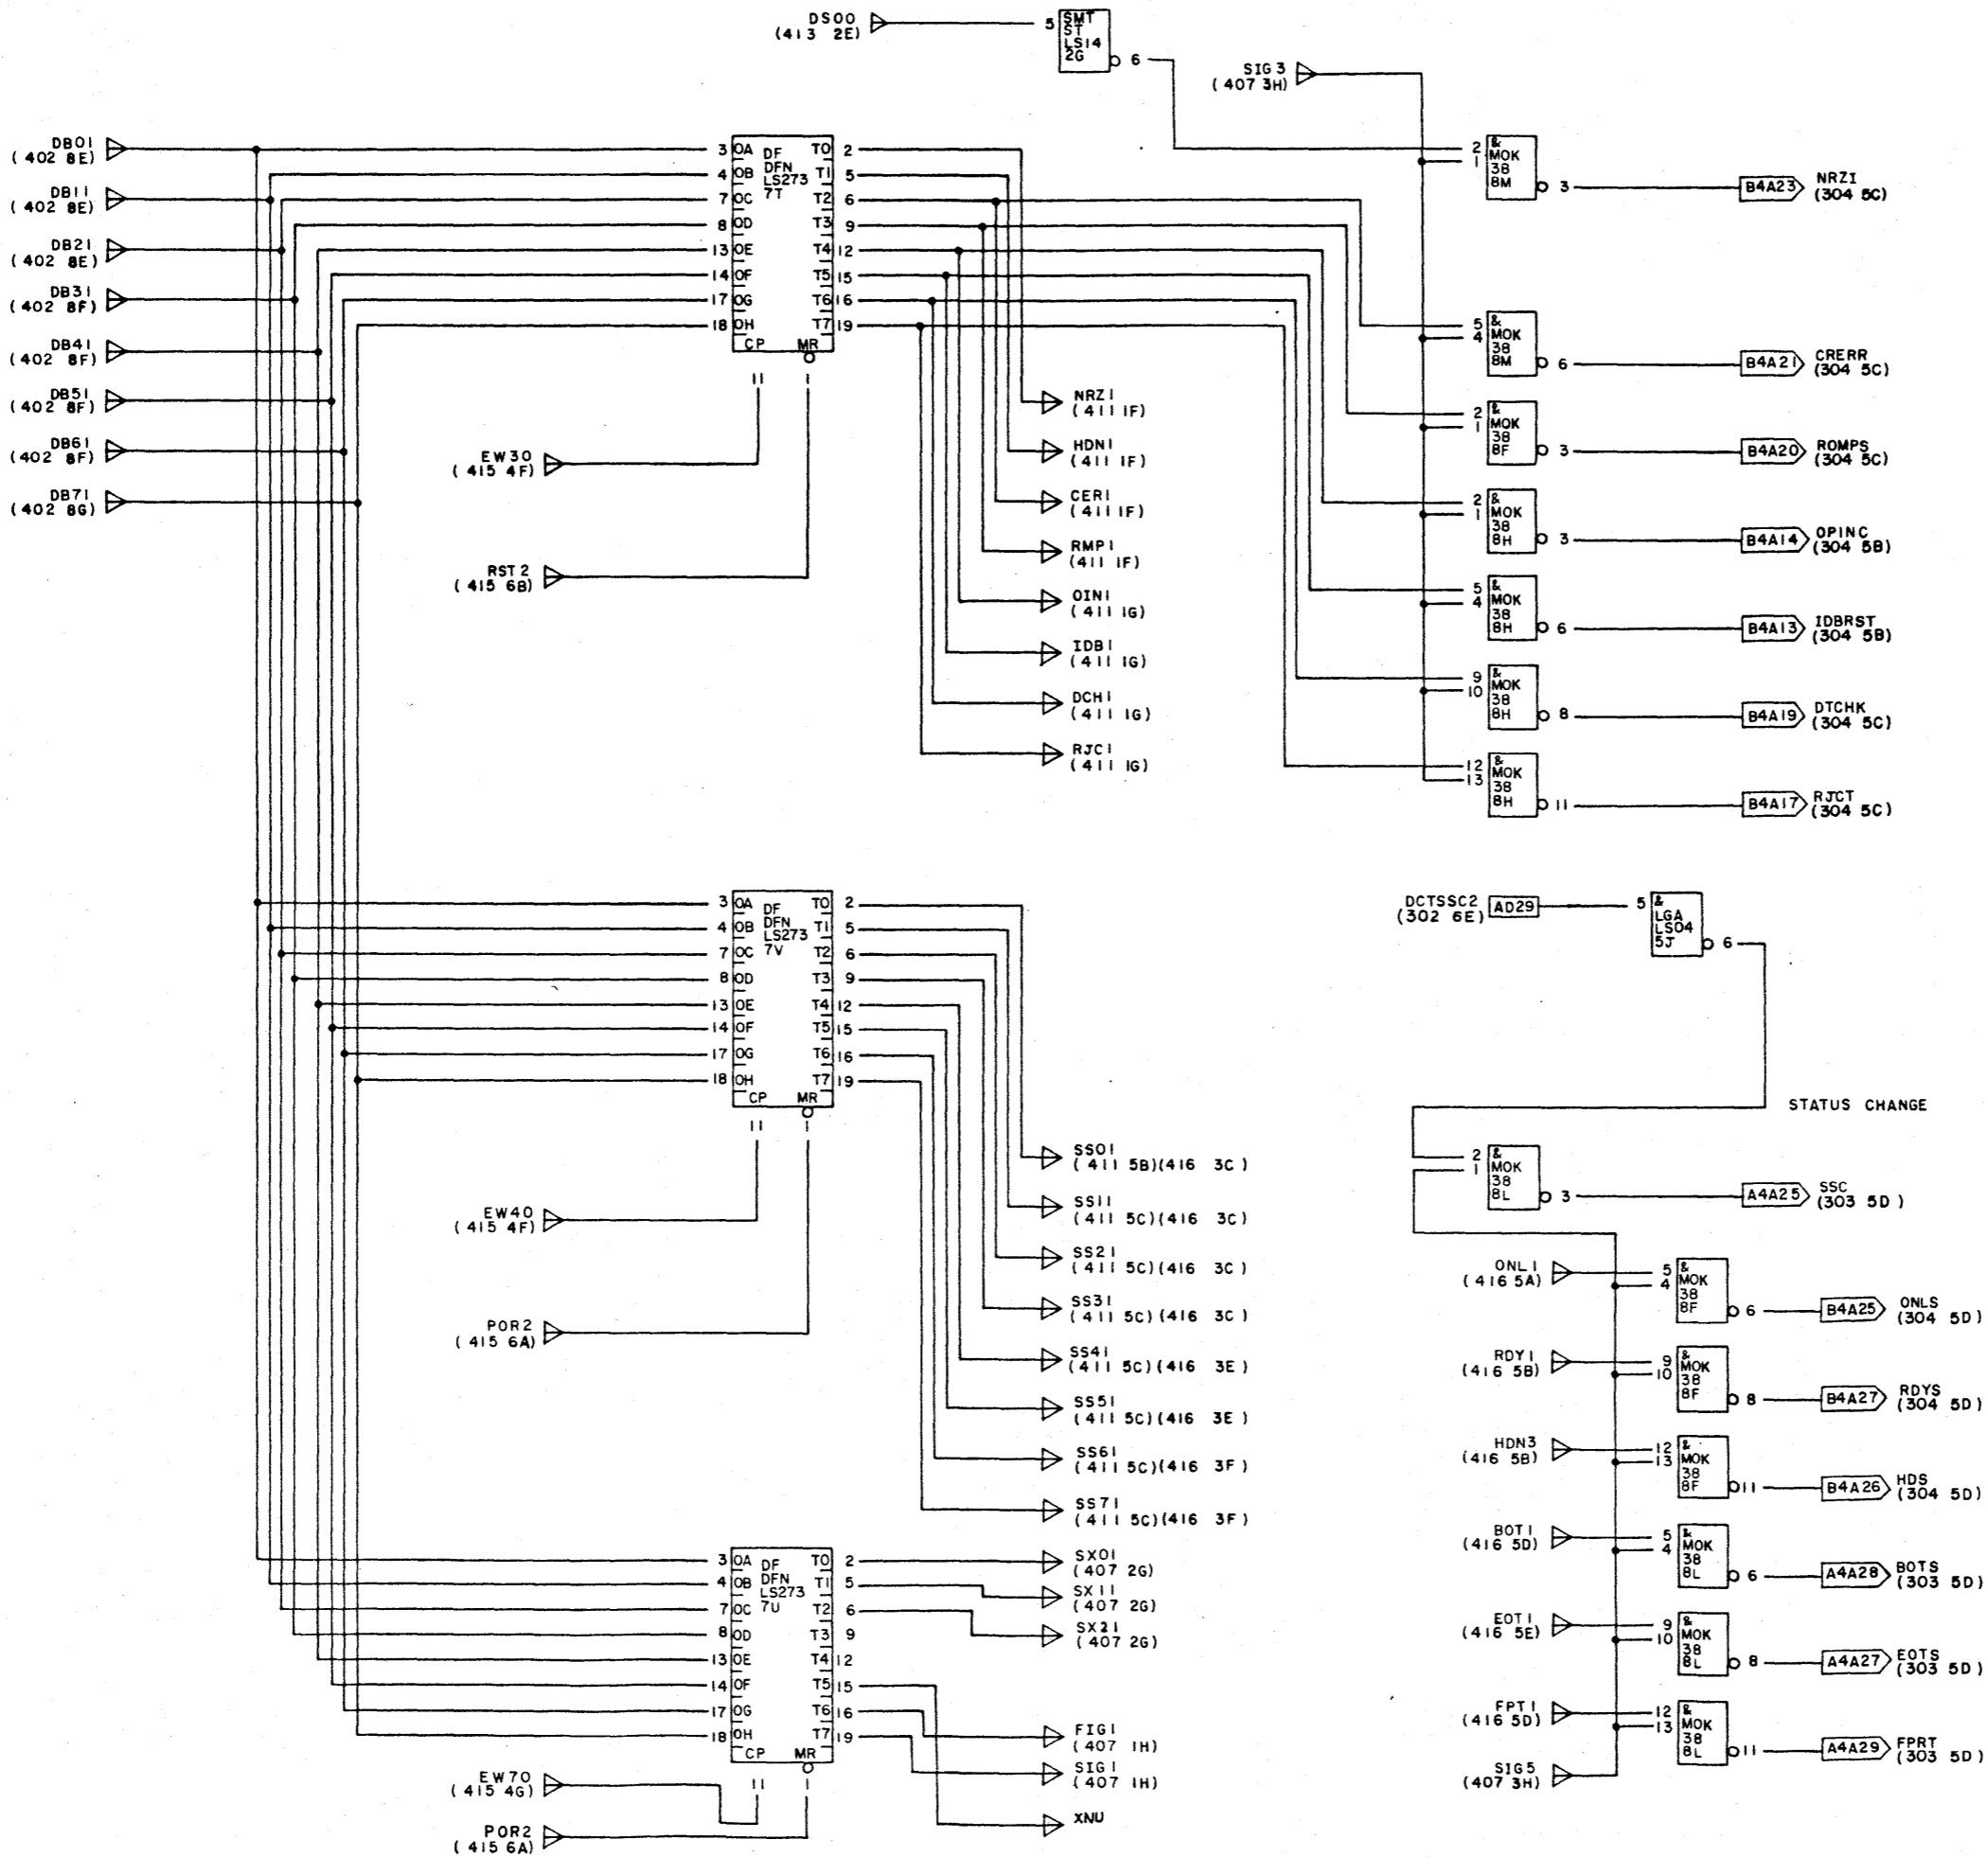 DS00
(413 2E)
5
SMT
ST
LS14
2G
6
SIG3
(407 3H)
DB01
(402 8E)
DB11
(402 8E)
DB21
(402 8E)
DB31
(402 8F)
DB41
(402 8F)
DB51
(402 8F)
DB61
(402 8F)
DB71
(402 8G)
3 0A DF T0 2
4 0B DFN T1 5
LS273
7 0C 7T T2 6
8 0D T3 9
13 0E T4 12
14 0F T5 15
17 0G T6 16
18 0H T7 19
CP MR
11 1
EW30
(415 4F)
RST2
(415 6B)
NRZ1
(411 1F)
HDN1
(411 1F)
CER1
(411 1F)
RMP1
(411 1F)
OIN1
(411 1G)
IDB1
(411 1G)
DCH1
(411 1G)
RJC1
(411 1G)
2 &
1 MOK
38
8M 3
B4A23 NRZI
(304 5C)
5 &
4 MOK
38
8M 6
B4A21 CRERR
(304 5C)
2 &
1 MOK
38
8F 3
B4A20 ROMPS
(304 5C)
2 &
1 MOK
38
8H 3
B4A14 OPINC
(304 5B)
5 &
4 MOK
38
8H 6
B4A13 IDBRST
(304 5B)
9 &
10 MOK
38
8H 8
B4A19 DTCHK
(304 5C)
12 &
13 MOK
38
8H 11
B4A17 RJCT
(304 5C)
3 0A DF T0 2
4 0B DFN T1 5
LS273
7 0C 7V T2 6
8 0D T3 9
13 0E T4 12
14 0F T5 15
17 0G T6 16
18 0H T7 19
CP MR
11 1
EW40
(415 4F)
POR2
(415 6A)
SS01
(411 5B)(416 3C)
SS11
(411 5C)(416 3C)
SS21
(411 5C)(416 3C)
SS31
(411 5C)(416 3C)
SS41
(411 5C)(416 3E)
SS51
(411 5C)(416 3E)
SS61
(411 5C)(416 3F)
SS71
(411 5C)(416 3F)
DCTSSC2 AD29
(302 6E)
5 &
LGA
LS04
5J 6
STATUS CHANGE
2 &
1 MOK
38
8L 3
A4A25 SSC
(303 5D)
ONL1
(416 5A)
5 &
4 MOK
38
8F 6
B4A25 ONLS
(304 5D)
RDY1
(416 5B)
9 &
10 MOK
38
8F 8
B4A27 RDYS
(304 5D)
HDN3
(416 5B)
12 &
13 MOK
38
8F 11
B4A26 HDS
(304 5D)
BOT1
(416 5D)
5 &
4 MOK
38
8L 6
A4A28 BOTS
(303 5D)
EOT1
(416 5E)
9 &
10 MOK
38
8L 8
A4A27 EOTS
(303 5D)
FPT1
(416 5D)
12 &
13 MOK
38
8L 11
A4A29 FPRT
(303 5D)
SIG5
(407 3H)
3 0A DF T0 2
4 0B DFN T1 5
LS273
7 0C 7U T2 6
8 0D T3 9
13 0E T4 12
14 0F T5 15
17 0G T6 16
18 0H T7 19
CP MR
11 1
EW70
(415 4G)
POR2
(415 6A)
SX01
(407 2G)
SX11
(407 2G)
SX21
(407 2G)
FIG1
(407 1H)
SIG1
(407 1H)
XNU